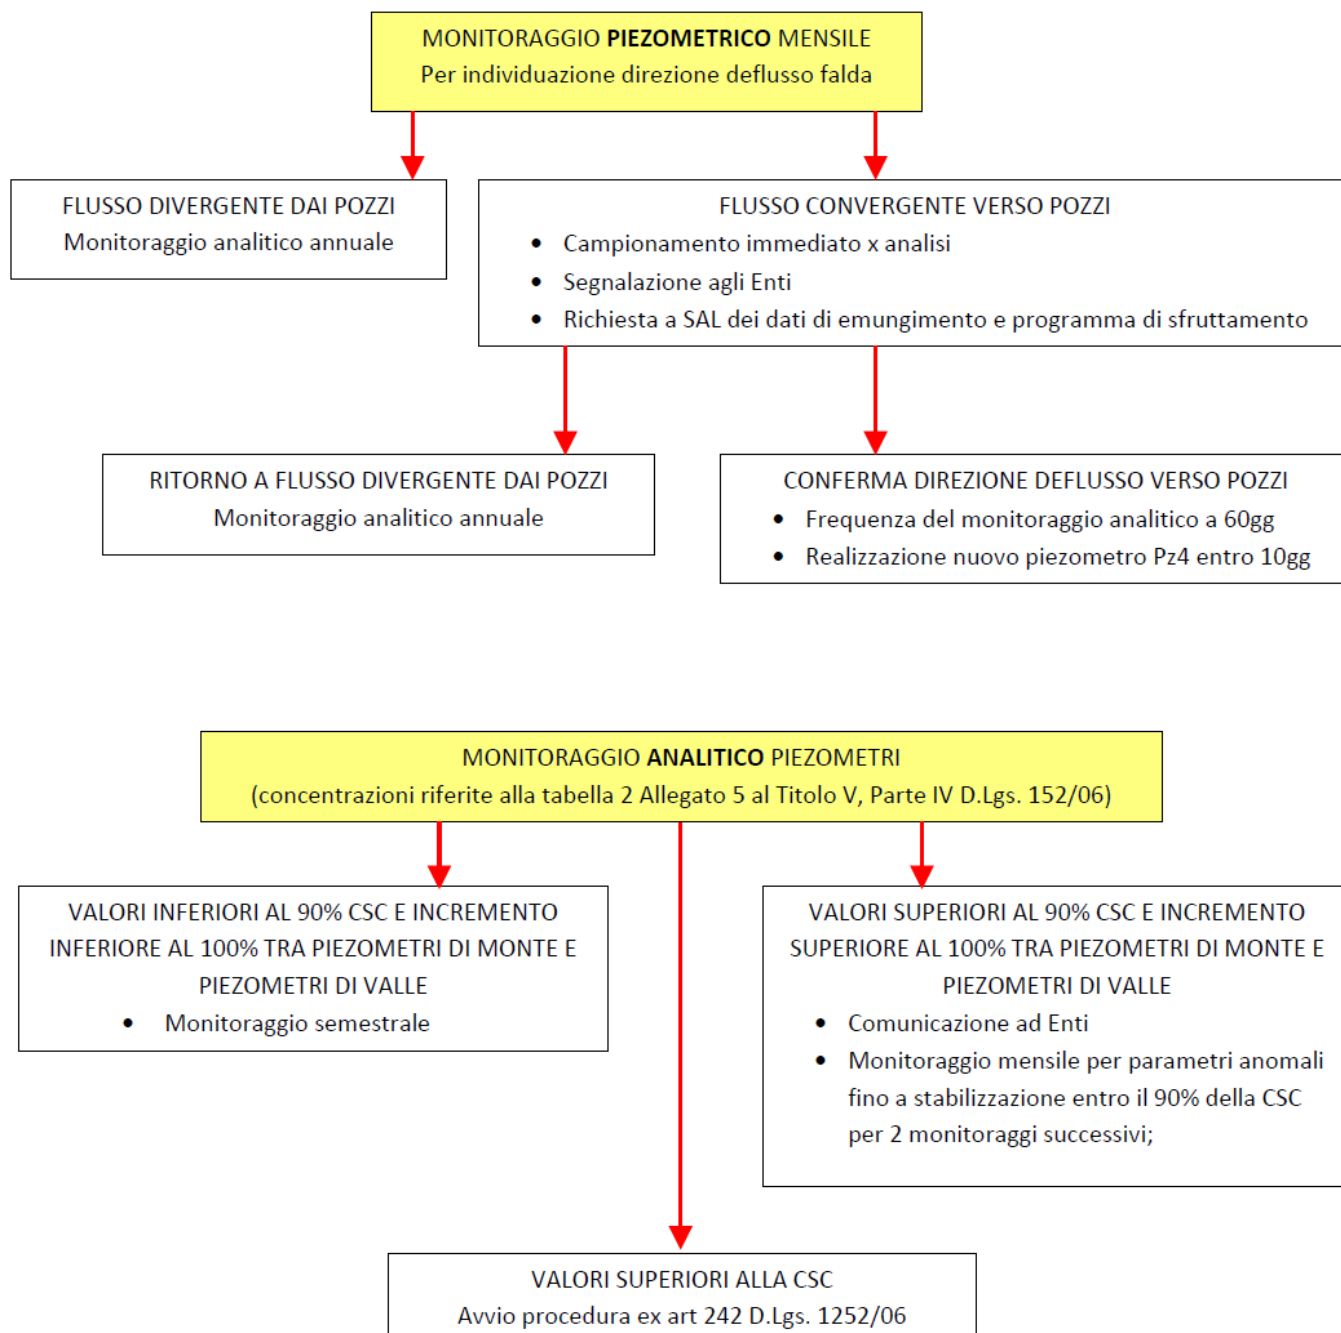 MONITORAGGIO PIEZOMETRICO MENSILE
Per individuazione direzione deflusso falda
FLUSSO DIVERGENTE DAI POZZI
Monitoraggio analitico annuale
FLUSSO CONVERGENTE VERSO POZZI
• Campionamento immediato x analisi
• Segnalazione agli Enti
• Richiesta a SAL dei dati di emungimento e programma di sfruttamento
RITORNO A FLUSSO DIVERGENTE DAI POZZI
Monitoraggio analitico annuale
CONFERMA DIREZIONE DEFLUSSO VERSO POZZI
• Frequenza del monitoraggio analitico a 60gg
• Realizzazione nuovo piezometro Pz4 entro 10gg
MONITORAGGIO ANALITICO PIEZOMETRI
(concentrazioni riferite alla tabella 2 Allegato 5 al Titolo V, Parte IV D.Lgs. 152/06)
VALORI INFERIORI AL 90% CSC E INCREMENTO
INFERIORE AL 100% TRA PIEZOMETRI DI MONTE E
PIEZOMETRI DI VALLE
• Monitoraggio semestrale
VALORI SUPERIORI AL 90% CSC E INCREMENTO
SUPERIORE AL 100% TRA PIEZOMETRI DI MONTE E
PIEZOMETRI DI VALLE
• Comunicazione ad Enti
• Monitoraggio mensile per parametri anomali
fino a stabilizzazione entro il 90% della CSC
per 2 monitoraggi successivi;
VALORI SUPERIORI ALLA CSC
Avvio procedura ex art 242 D.Lgs. 1252/06